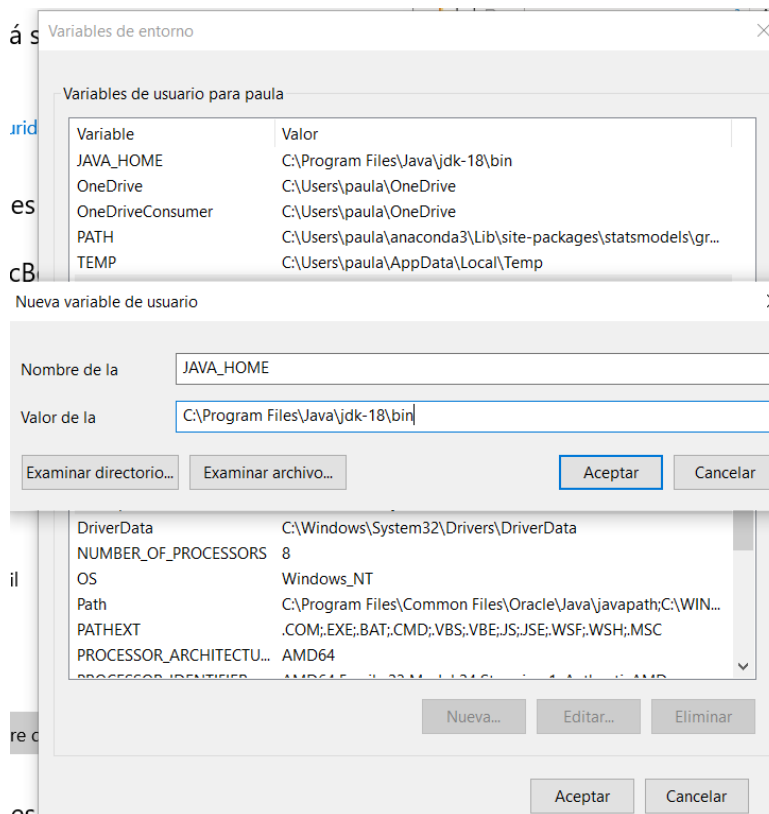 á s
Variables de entorno
urid
Variables de usuario para paula
Variable Valor
JAVA_HOME C:\Program Files\Java\jdk-18\bin
OneDrive C:\Users\paula\OneDrive
es
OneDriveConsumer C:\Users\paula\OneDrive
PATH C:\Users\paula\anaconda3\Lib\site-packages\statsmodels\gr...
cB
TEMP C:\Users\paula\AppData\Local\Temp
Nueva variable de usuario
Nombre de la JAVA_HOME
Valor de la C:\Program Files\Java\jdk-18\bin
Examinar directorio... Examinar archivo... Aceptar Cancelar
DriverData C:\Windows\System32\Drivers\DriverData
NUMBER_OF_PROCESSORS 8
il
OS Windows_NT
Path C:\Program Files\Common Files\Oracle\Java\javapath;C:\WIN...
PATHEXT .COM;.EXE;.BAT;.CMD;.VBS;.VBE;.JS;.JSE;.WSF;.WSH;.MSC
PROCESSOR_ARCHITECTU... AMD64
Nueva... Editar... Eliminar
re c
Aceptar Cancelar